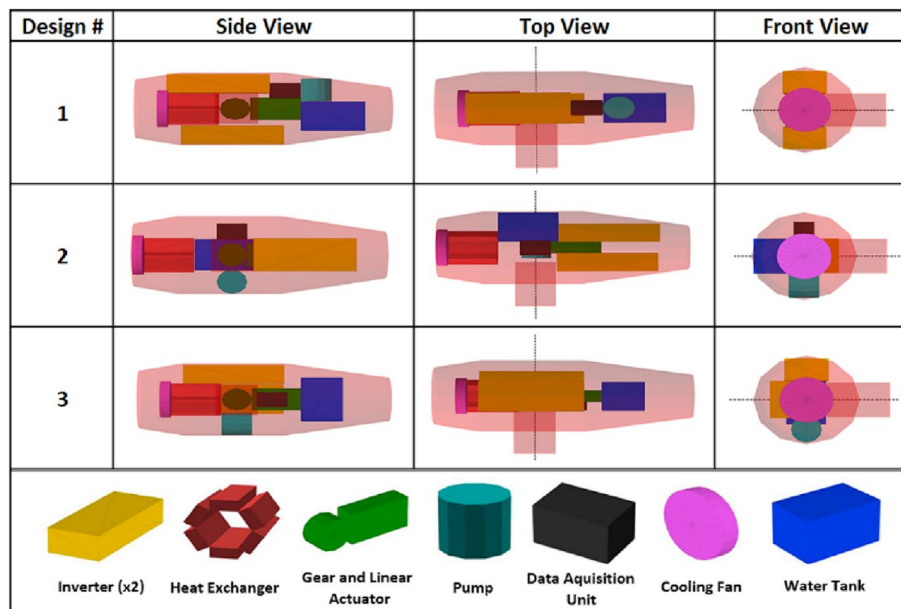 Design # Side View Top View Front View
1
2
3
Inverter (x2) Heat Exchanger Gear and Linear Actuator Pump Data Aquisition Unit Cooling Fan Water Tank